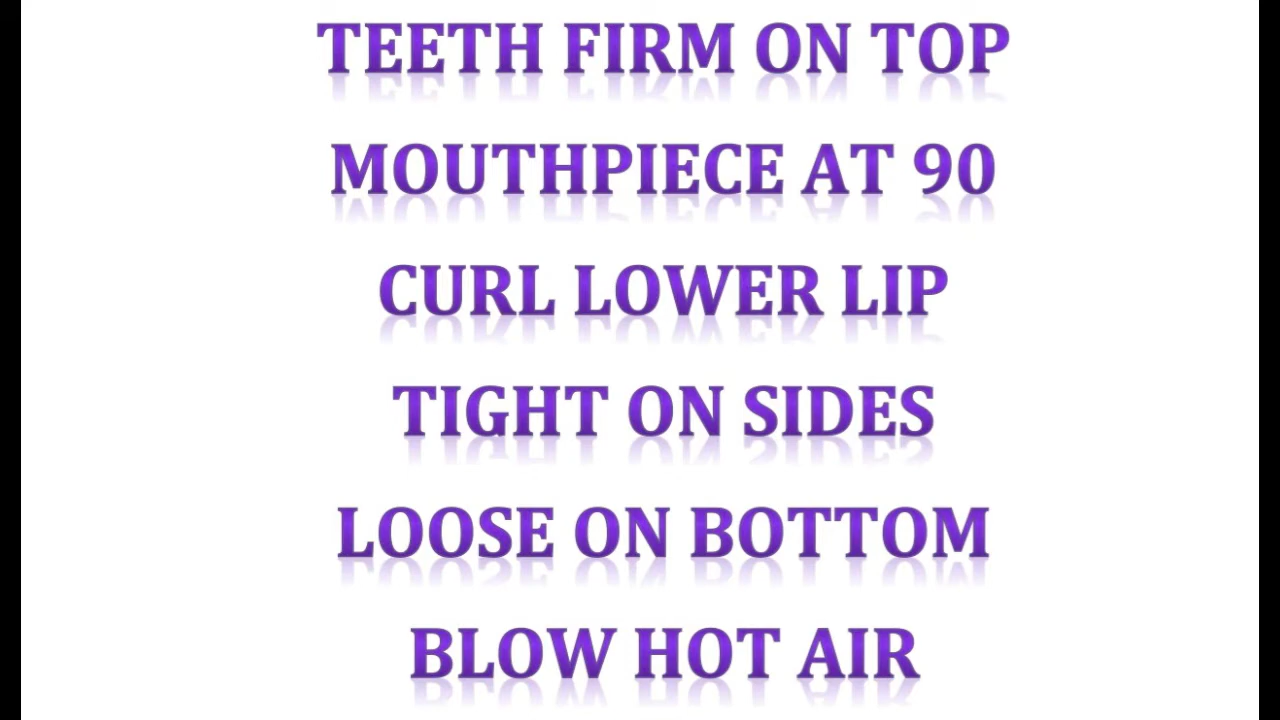 TEETH FIRM ON TOP
MOUTHPIECE AT 90
CURL LOWER LIP
TIGHT ON SIDES
LOOSE ON BOTTOM
BLOW HOT AIR